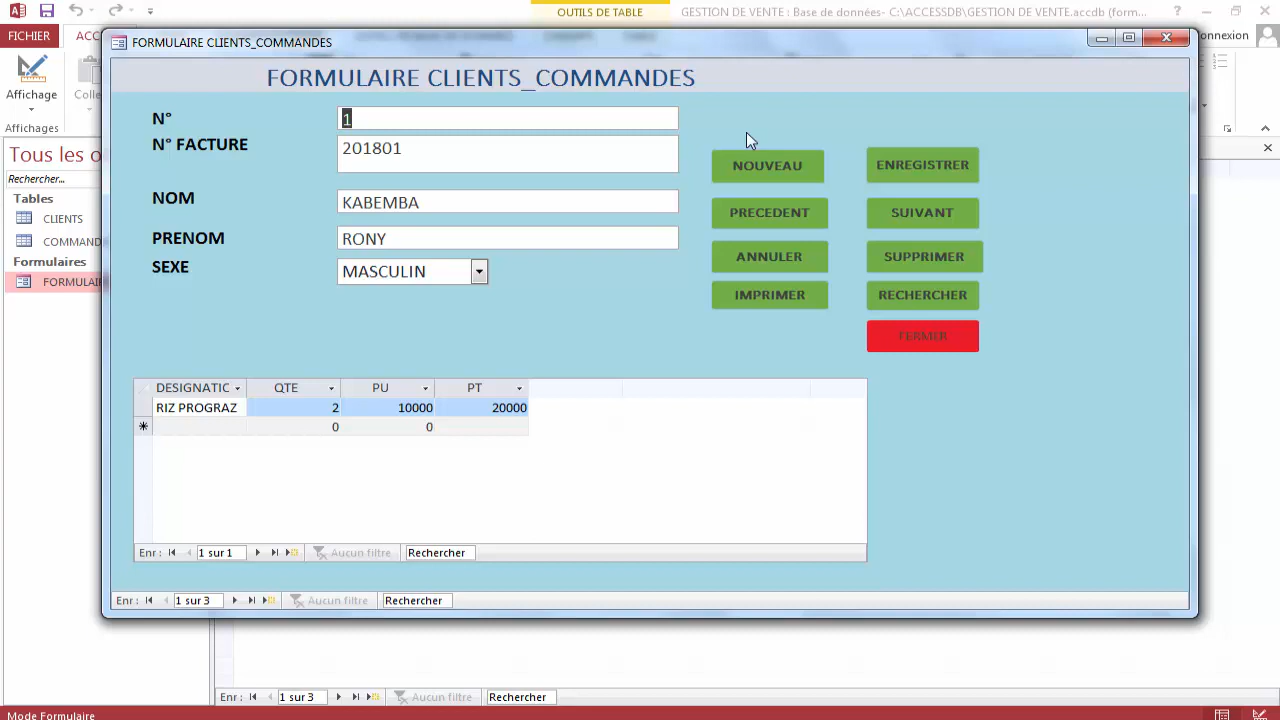 OUTILS DE TABLE
GESTION DE VENTE : Base de données- C:\ACCESSDB\GESTION DE VENTE.accdb (form...
FICHIER
nnexion
FORMULAIRE CLIENTS_COMMANDES
FORMULAIRE CLIENTS_COMMANDES
Affichage
Colle
Affichages
Tous les o
Rechercher...
Tables
CLIENTS
COMMAND
Formulaires
FORMULAI
N°
1
N° FACTURE
201801
NOM
KABEMBA
PRENOM
RONY
SEXE
MASCULIN
NOUVEAU
ENREGISTRER
PRECEDENT
SUIVANT
ANNULER
SUPPRIMER
IMPRIMER
RECHERCHER
FERMER
DESIGNATIC QTE PU PT
RIZ PROGRAZ 2 10000 20000
0 0
Enr : 1 sur 1 Aucun filtre Rechercher
Enr : 1 sur 3 Aucun filtre Rechercher
Enr : 1 sur 3 Aucun filtre Rechercher
Mode Formulaire